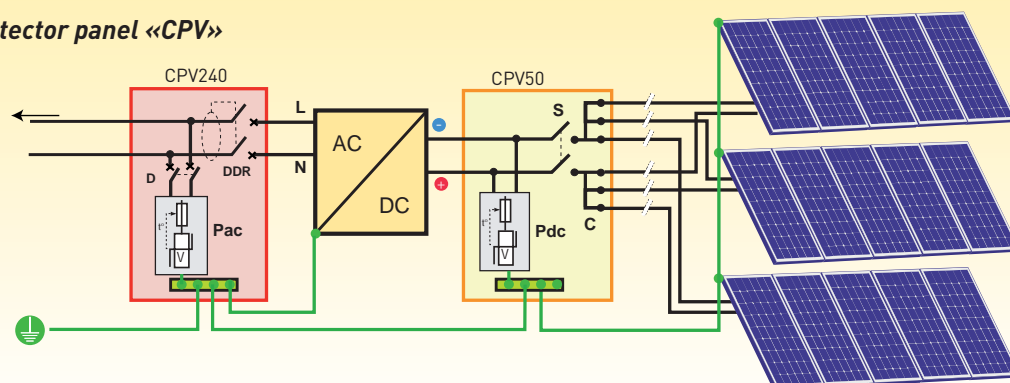 tector panel «CPV»
CPV240
CPV50
L
S
-
AC
DDR
N
D
+
DC
Pac
t°
V
Pdc
t°
V
C